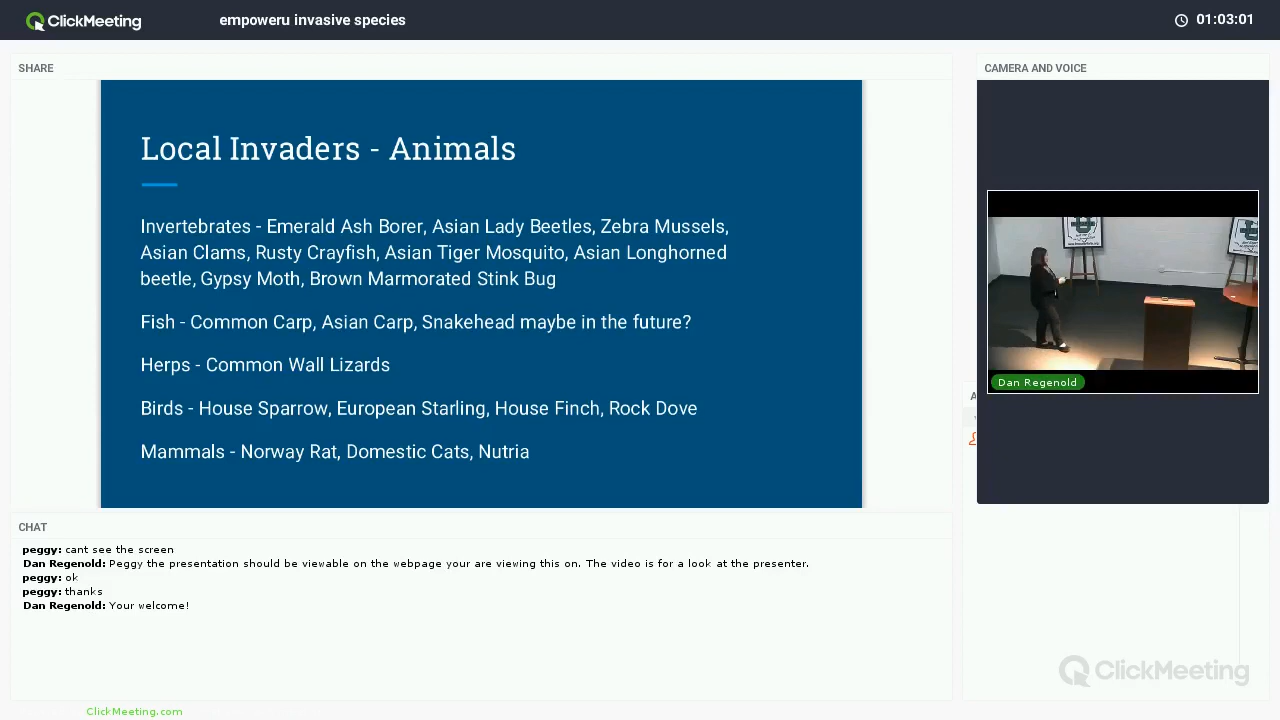 ClickMeeting
empoweru invasive species
01:03:01
SHARE
CAMERA AND VOICE
Local Invaders - Animals
Invertebrates - Emerald Ash Borer, Asian Lady Beetles, Zebra Mussels,
Asian Clams, Rusty Crayfish, Asian Tiger Mosquito, Asian Longhorned
beetle, Gypsy Moth, Brown Marmorated Stink Bug
Fish - Common Carp, Asian Carp, Snakehead maybe in the future?
Herps - Common Wall Lizards
Birds - House Sparrow, European Starling, House Finch, Rock Dove
Mammals - Norway Rat, Domestic Cats, Nutria
Dan Regenold
A
CHAT
peggy: cant see the screen
Dan Regenold: Peggy the presentation should be viewable on the webpage your are viewing this on. The video is for a look at the presenter.
peggy: ok
peggy: thanks
Dan Regenold: Your welcome!
ClickMeeting
ClickMeeting.com